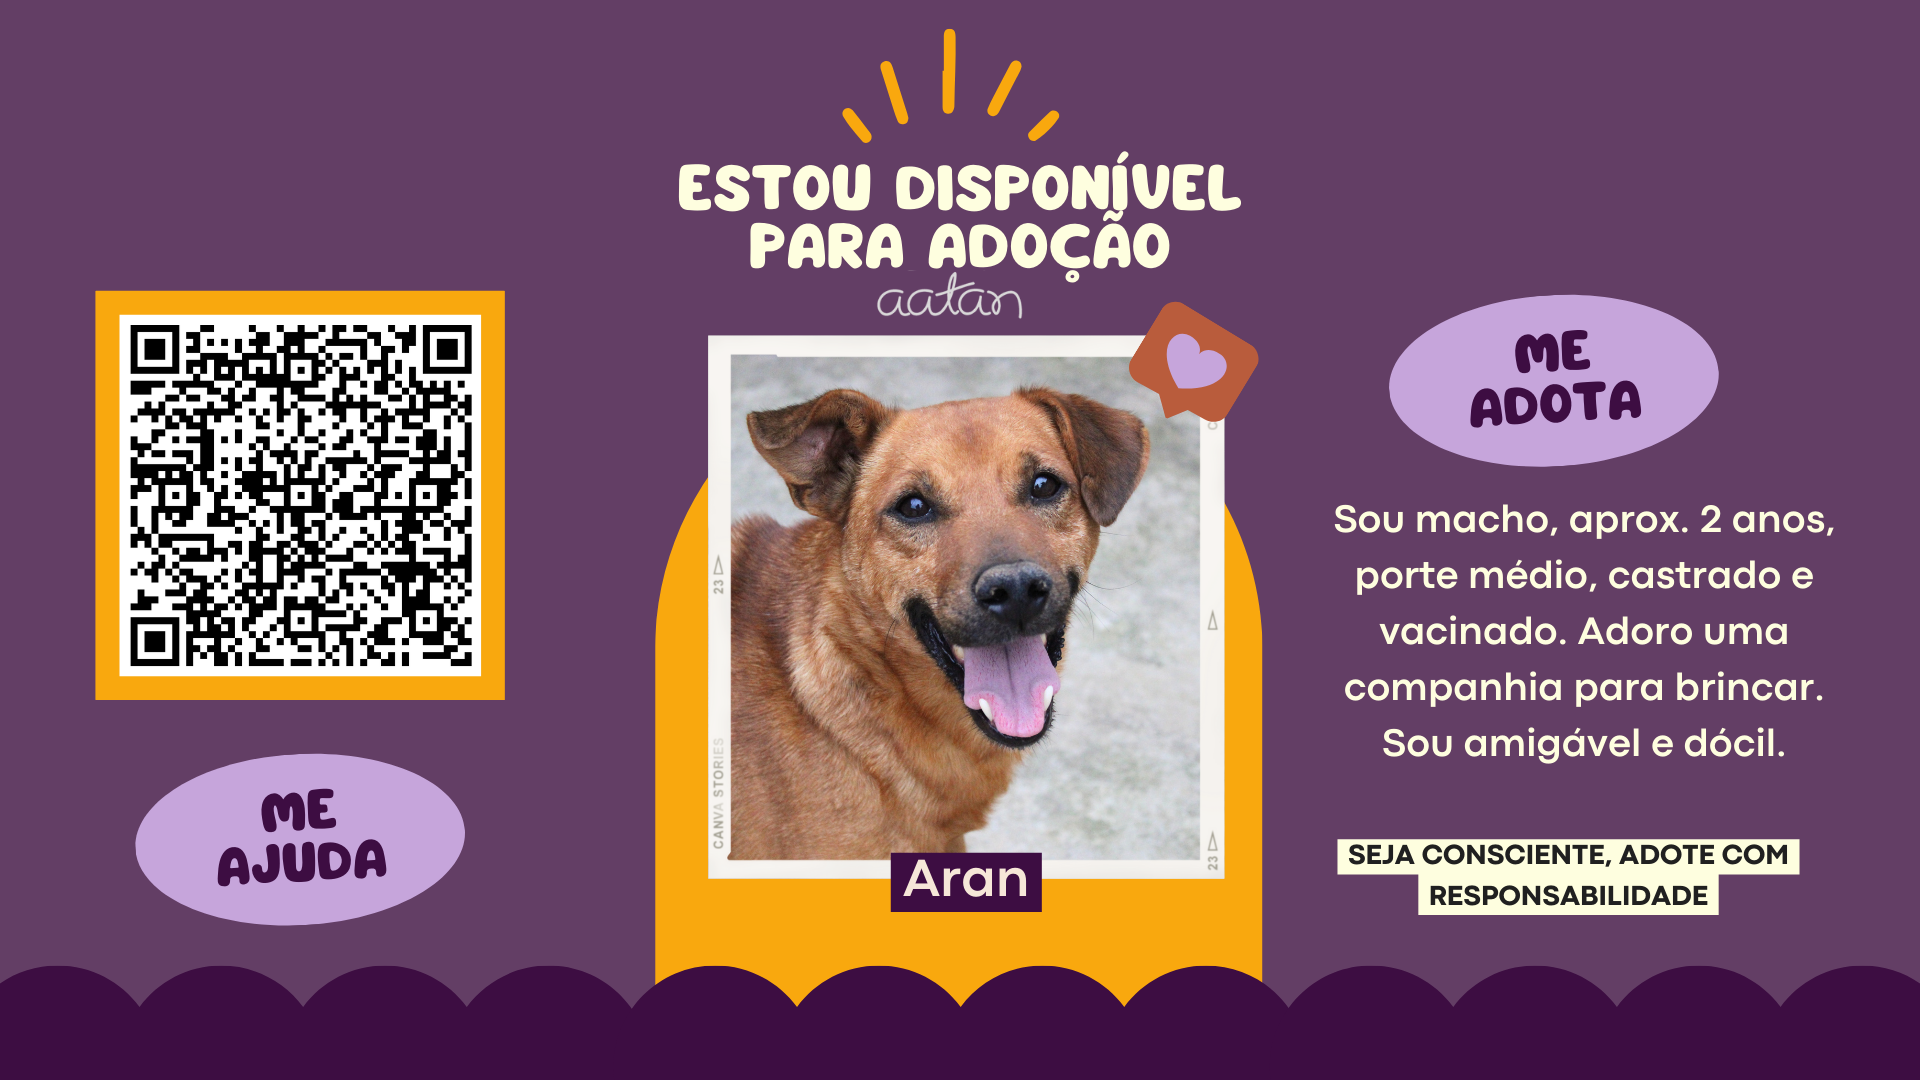 ESTOU DISPONÍVEL
PARA ADOÇÃO
aatan
ME
AJUDA
23
CANVA STORIES
23
Aran
ME
ADOTA
Sou macho, aprox. 2 anos,
porte médio, castrado e
vacinado. Adoro uma
companhia para brincar.
Sou amigável e dócil.
SEJA CONSCIENTE, ADOTE COM
RESPONSABILIDADE